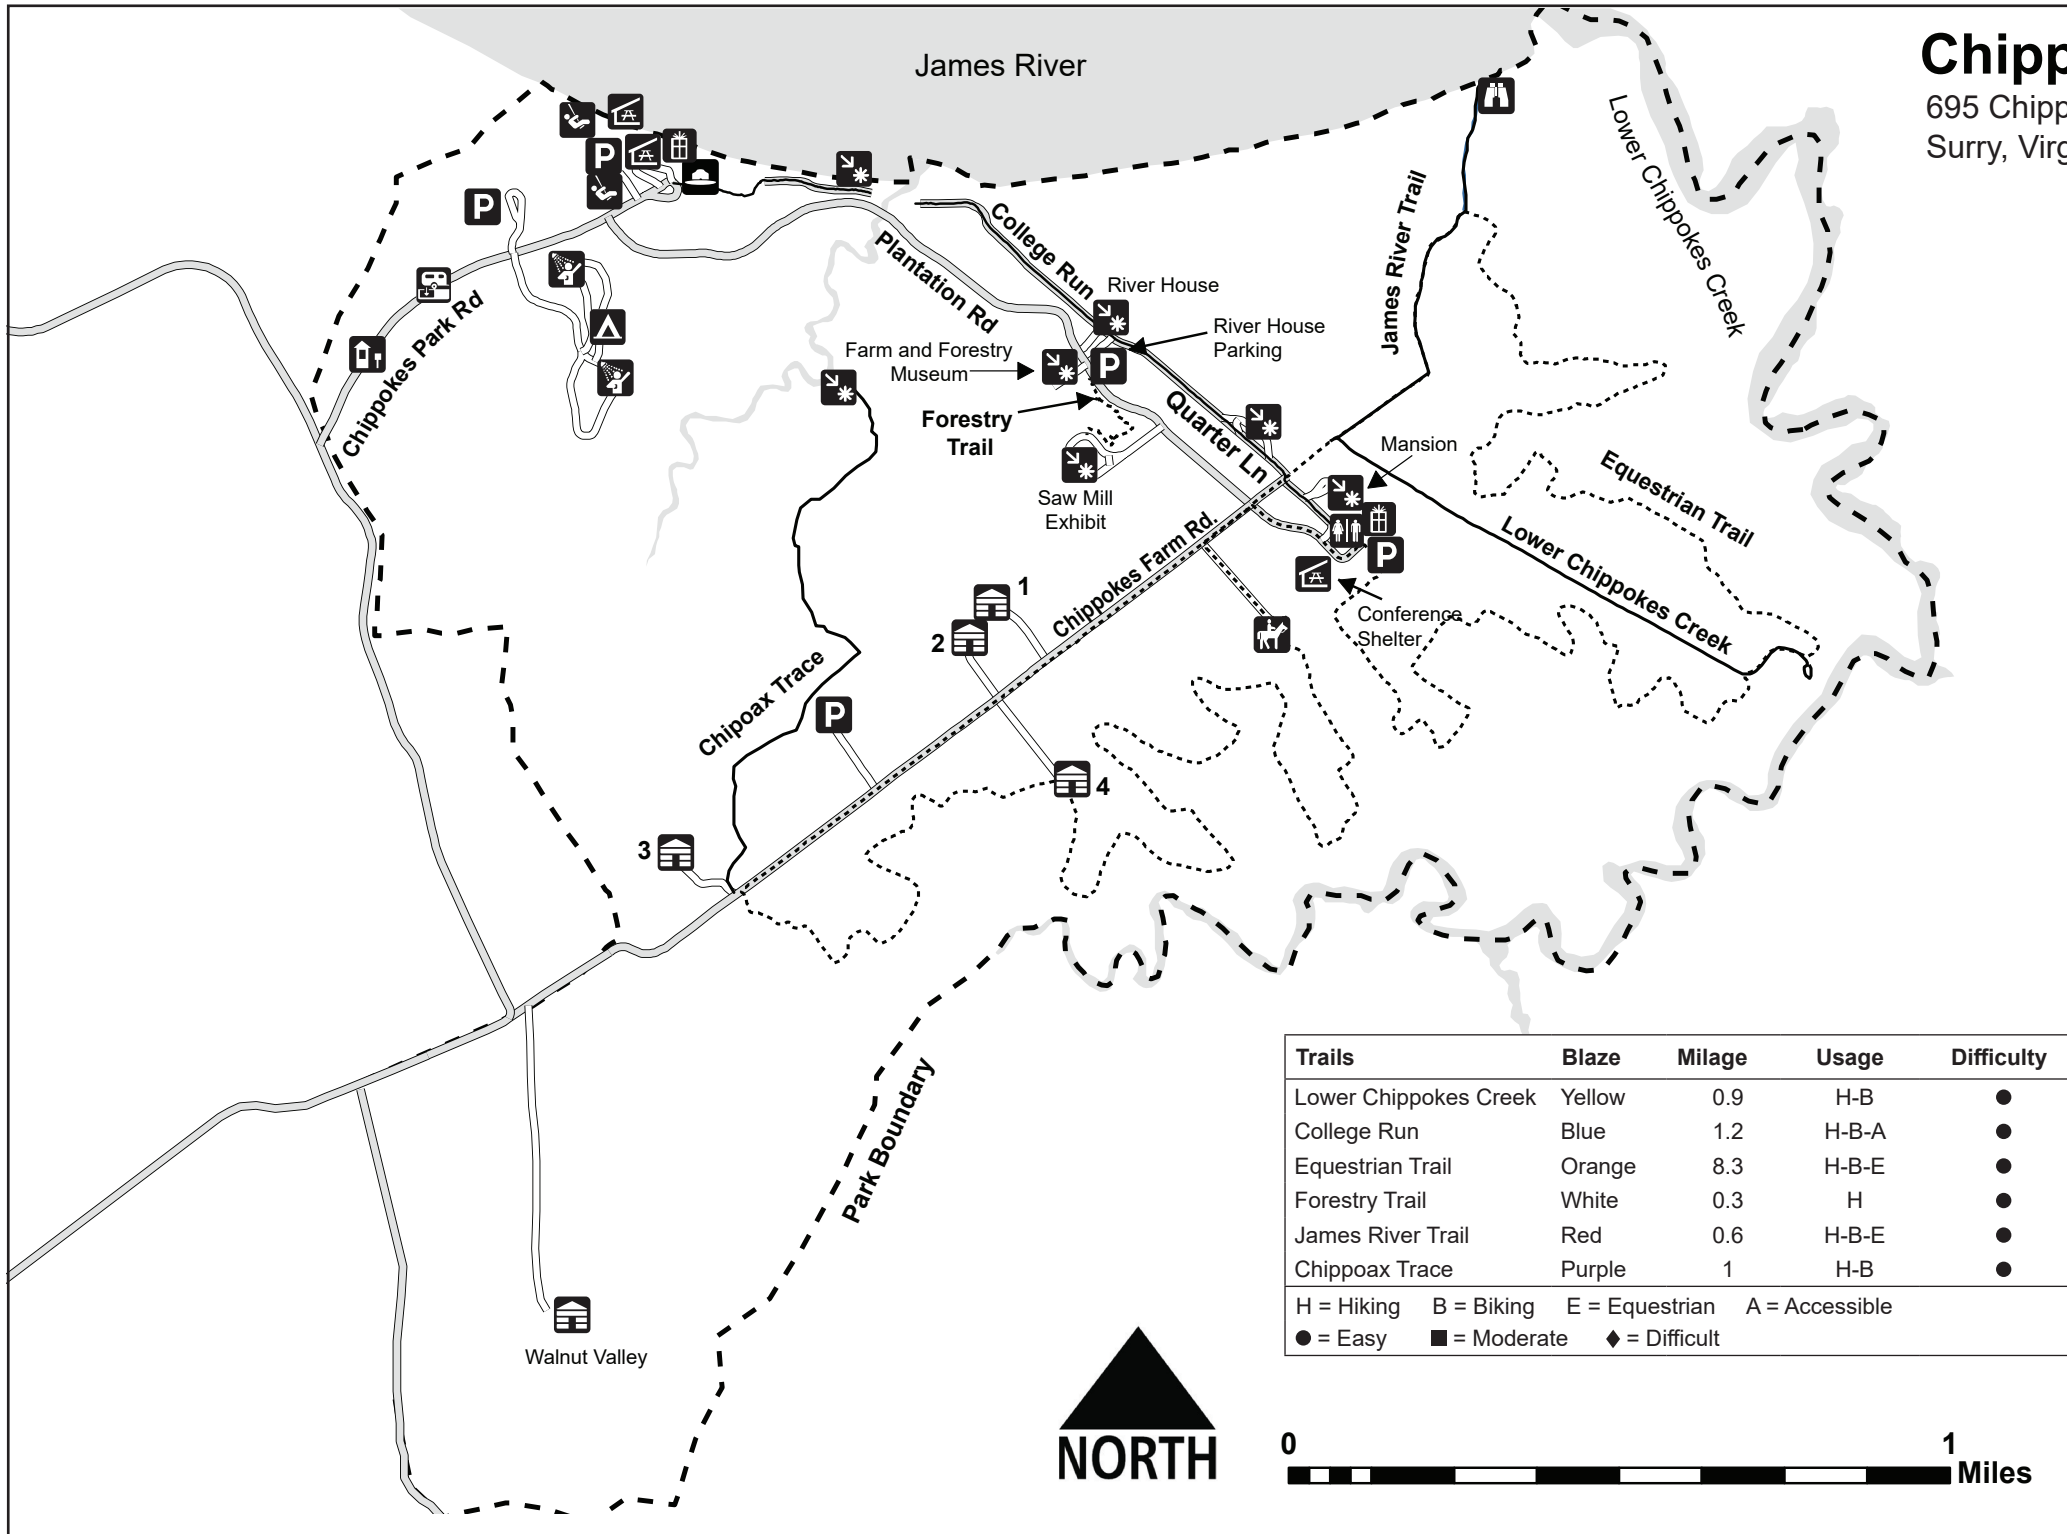 James River
Chipp
695 Chipp
Surry, Virg
Lower Chippokes Creek
James River Trail
College Run
Plantation Rd
River House
River House
Parking
Farm and Forestry
Museum
Forestry
Trail
Chippokes Park Rd
Quarter Ln
Mansion
Saw Mill
Exhibit
Equestrian Trail
Lower Chippokes Creek
Chippokes Farm Rd.
Conference
Shelter
1
2
Chipoax Trace
4
3
P
P
P
P
P
Park Boundary
Walnut Valley
Trails Blaze Milage Usage Difficulty
Lower Chippokes Creek Yellow 0.9 H-B ●
College Run Blue 1.2 H-B-A ●
Equestrian Trail Orange 8.3 H-B-E ●
Forestry Trail White 0.3 H ●
James River Trail Red 0.6 H-B-E ●
Chippoax Trace Purple 1 H-B ●
H = Hiking B = Biking E = Equestrian A = Accessible
● = Easy ■ = Moderate ♦ = Difficult
NORTH
0 1
Miles